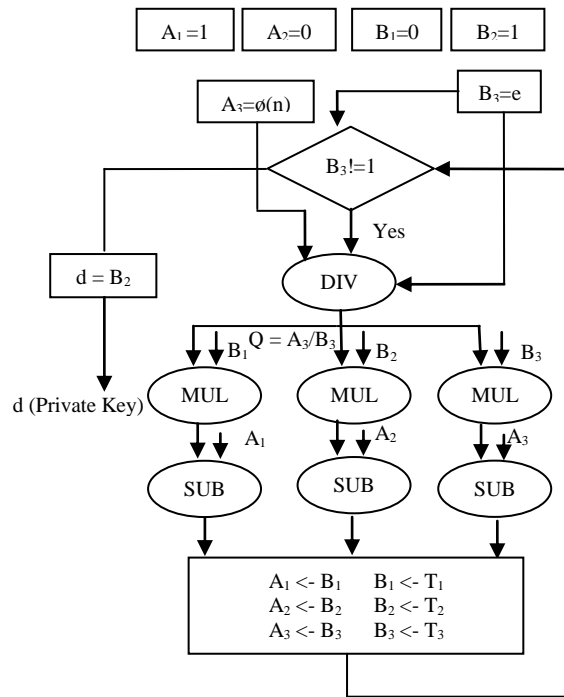 A₁=1 A₂=0 B₁=0 B₂=1
A₃=ø(n) B₃=e
B₃!=1
Yes
d = B₂ DIV
Q = A₃/B₃
B₁ B₂ B₃
MUL MUL MUL
d (Private Key)
A₁ A₂ A₃
SUB SUB SUB
A₁ <- B₁ B₁ <- T₁
A₂ <- B₂ B₂ <- T₂
A₃ <- B₃ B₃ <- T₃